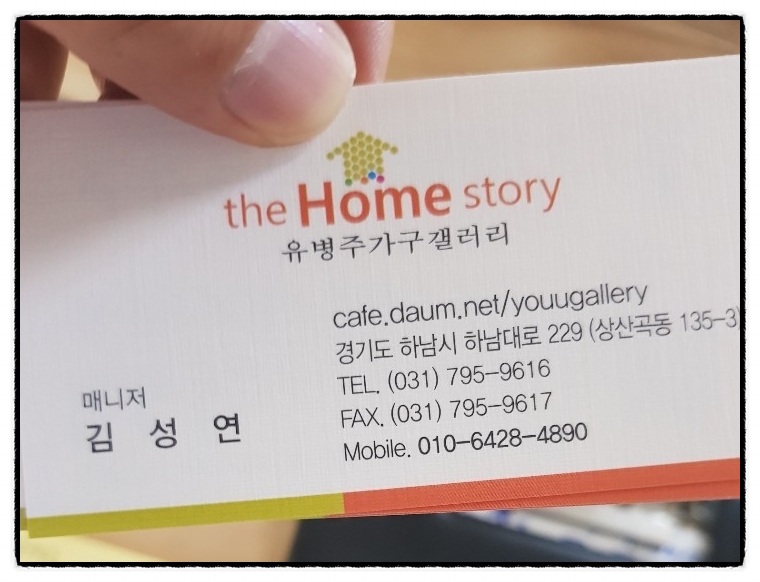 the Home story
유병주가구갤러리
cafe.daum.net/youugallery
경기도 하남시 하남대로 229 (상산곡동 135-3)
TEL. (031) 795-9616
FAX. (031) 795-9617
Mobile. 010-6428-4890
매니저
김 성 연